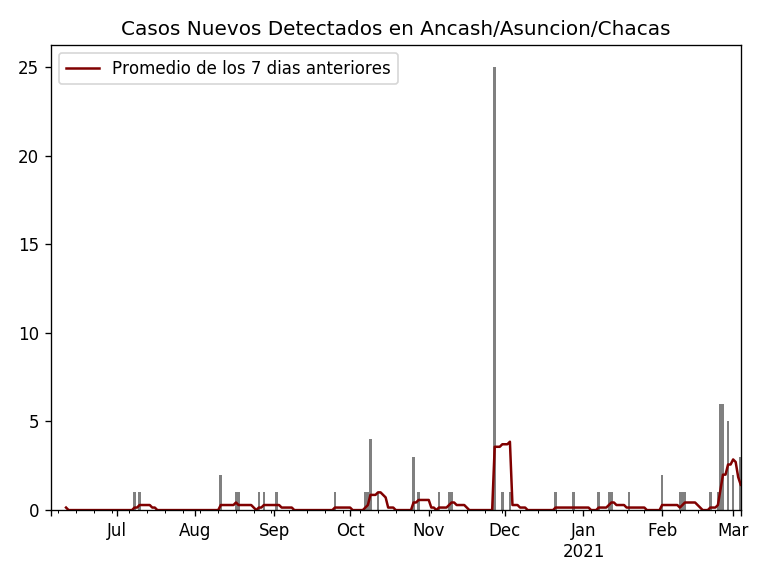 Casos Nuevos Detectados en Ancash/Asuncion/Chacas
Promedio de los 7 dias anteriores
25
20
15
10
5
0
Jul Aug Sep Oct Nov Dec Jan Feb Mar
2021